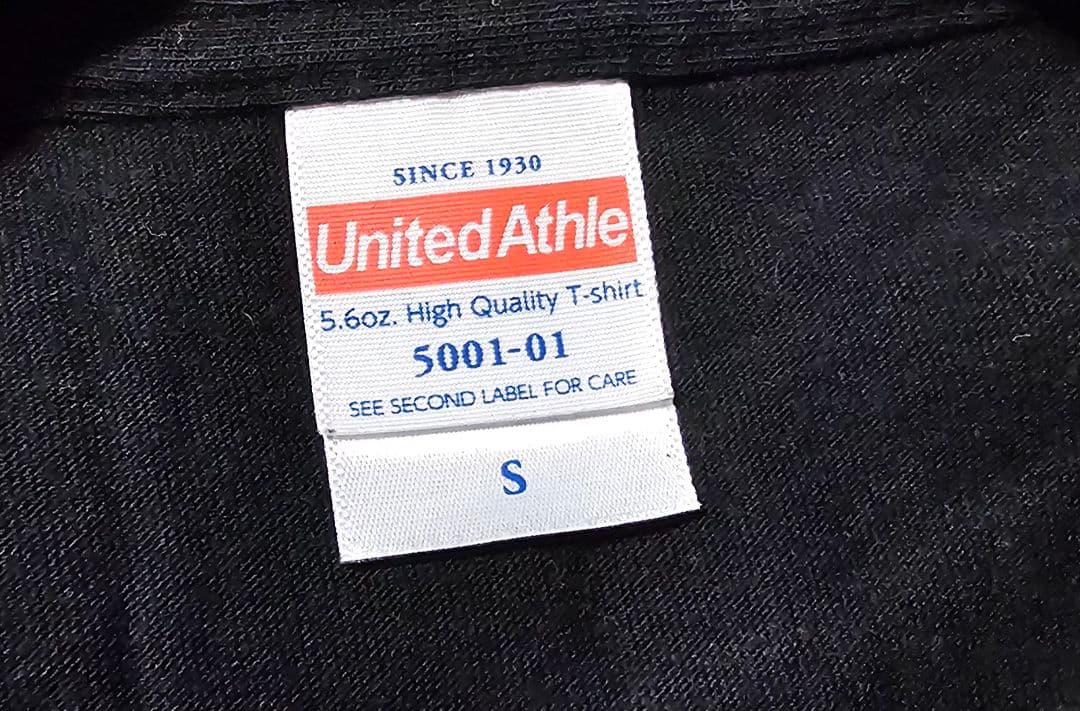 SINCE 1930
United Athle
5.6oz. High Quality T-shirt
5001-01
SEE SECOND LABEL FOR CARE
S